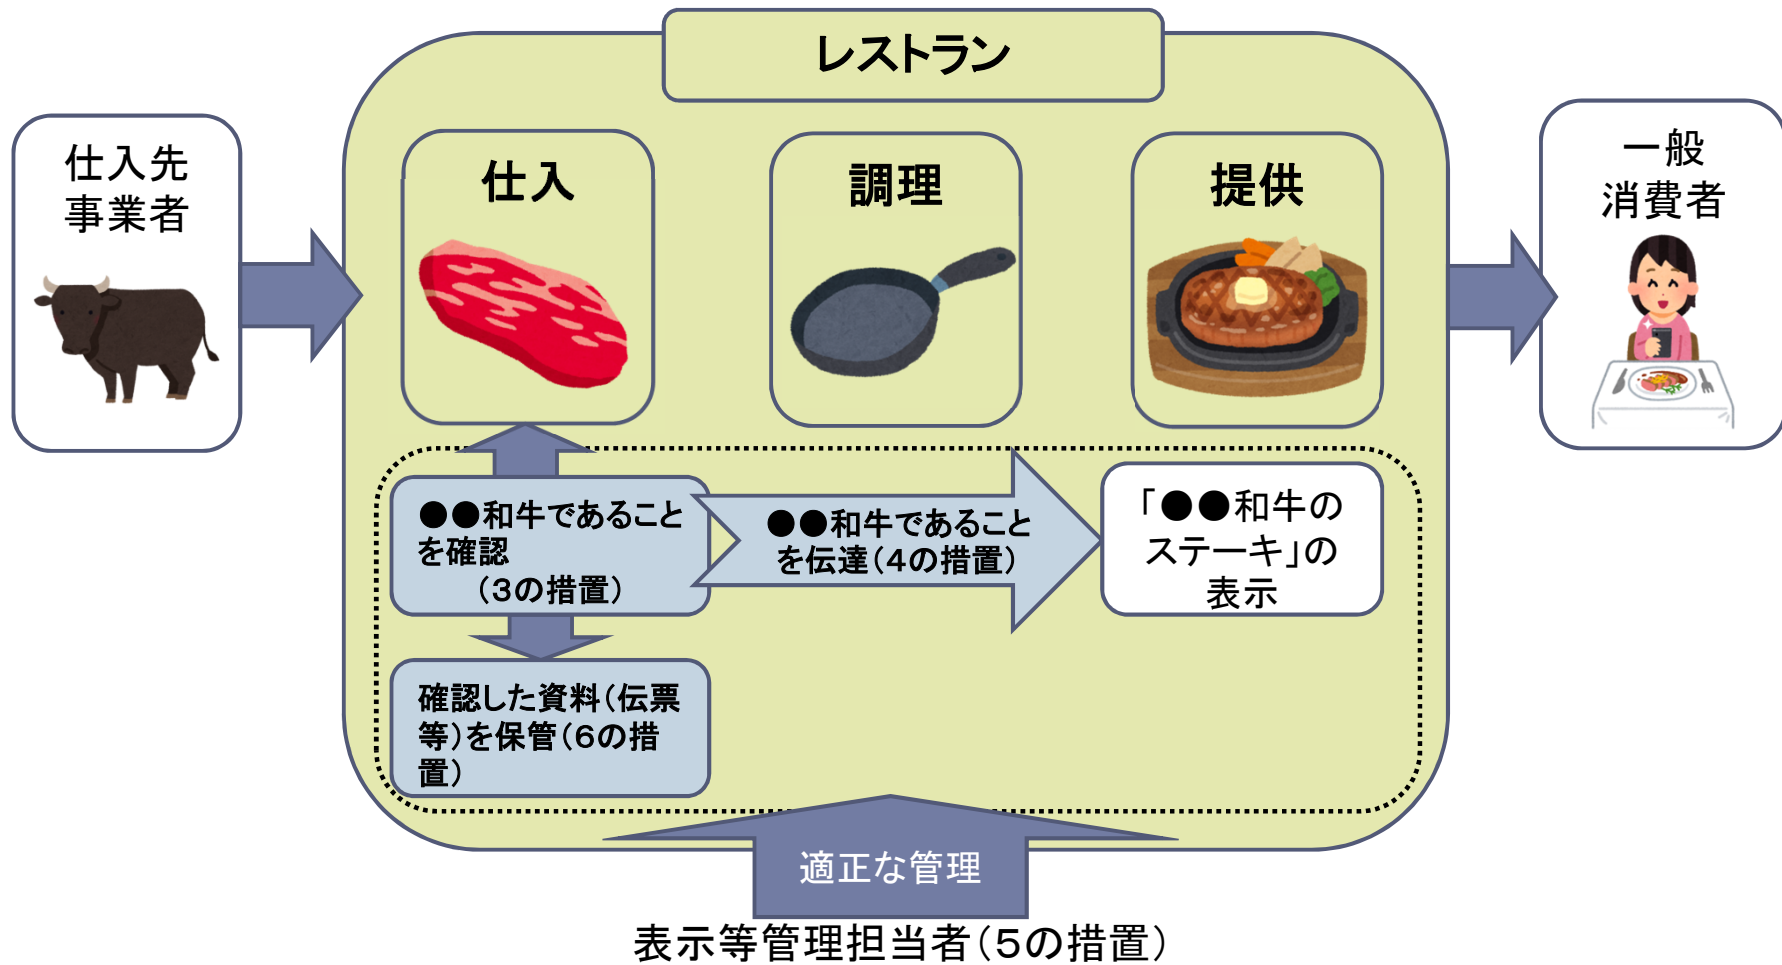 レストラン
仕入先
事業者
仕入
調理
提供
一般
消費者
●●和牛であること
を確認
(3の措置)
●●和牛であること
を伝達(4の措置)
「●●和牛の
ステーキ」の
表示
確認した資料(伝票
等)を保管(6の措
置)
適正な管理
表示等管理担当者(5の措置)